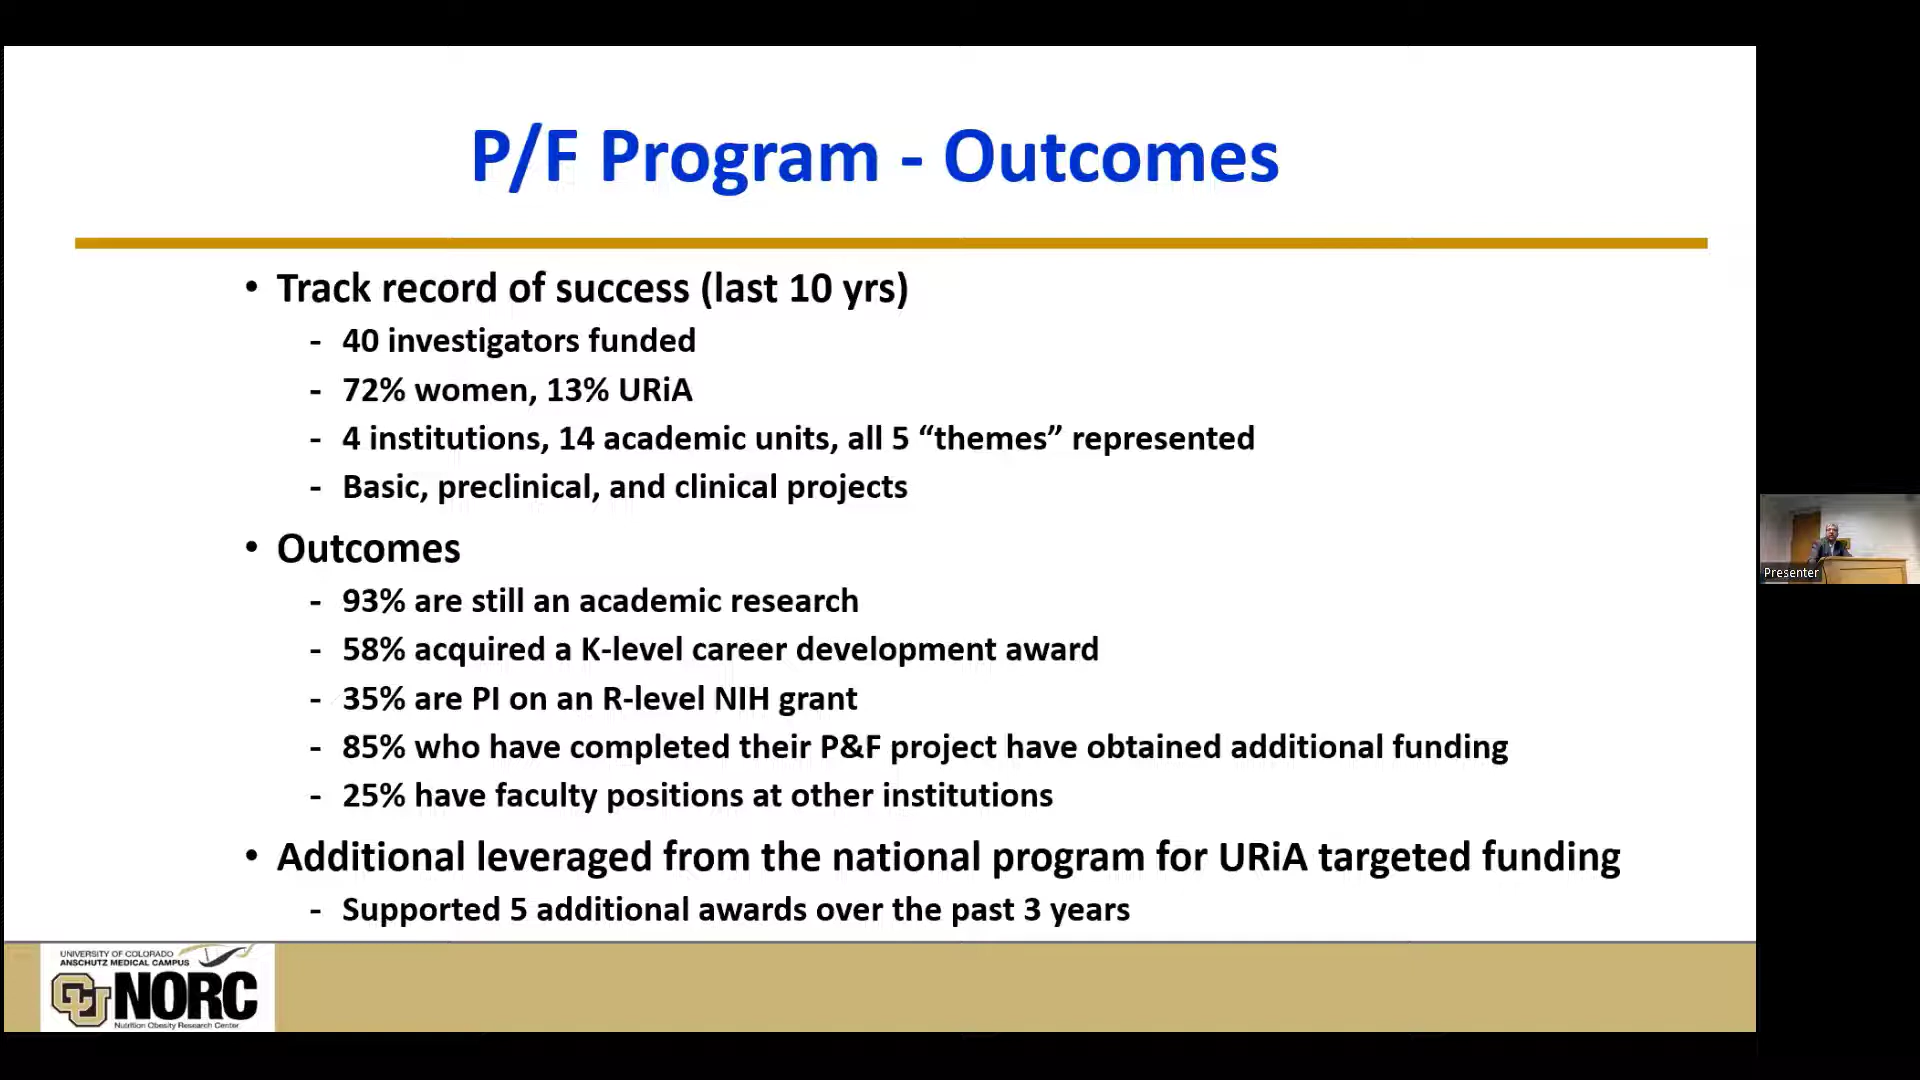 P/F Program - Outcomes
• Track record of success (last 10 yrs)
- 40 investigators funded
- 72% women, 13% URiA
- 4 institutions, 14 academic units, all 5 “themes” represented
- Basic, preclinical, and clinical projects
• Outcomes
- 93% are still an academic research
- 58% acquired a K-level career development award
- 35% are PI on an R-level NIH grant
- 85% who have completed their P&F project have obtained additional funding
- 25% have faculty positions at other institutions
• Additional leveraged from the national program for URiA targeted funding
- Supported 5 additional awards over the past 3 years
UNIVERSITY OF COLORADO
ANSCHUTZ MEDICAL CAMPUS
CU NORC
Nutrition Obesity Research Center
Presenter